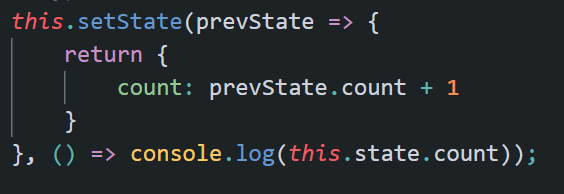 this.setState(prevState => {
    return {
        count: prevState.count + 1
    }
}, () => console.log(this.state.count));